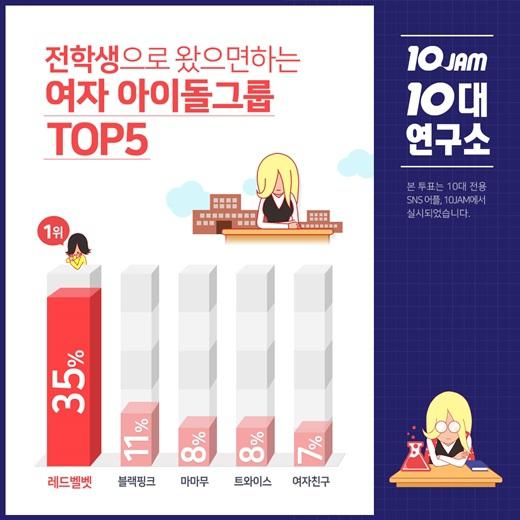 전학생으로 왔으면하는
여자 아이돌그룹
TOP5
1위
35%
11%
8%
8%
7%
레드벨벳
블랙핑크
마마무
트와이스
여자친구
10JAM
10대
연구소
본 투표는 10대 전용
SNS 어플, 10JAM에서
실시되었습니다.